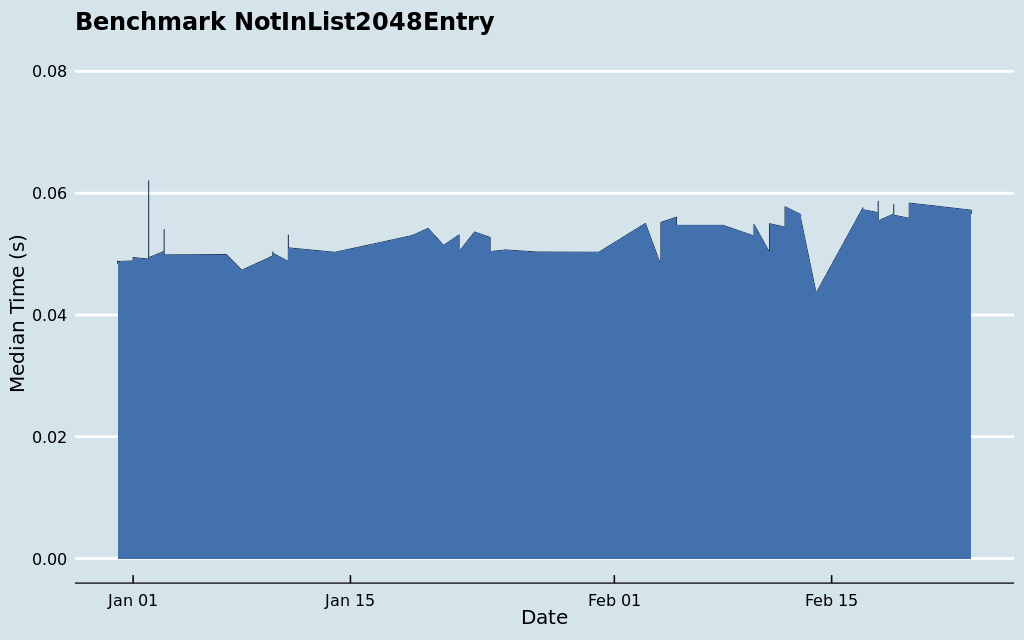 Benchmark NotInList2048Entry
Median Time (s)
0.08
0.06
0.04
0.02
0.00
Jan 01
Jan 15
Feb 01
Feb 15
Date